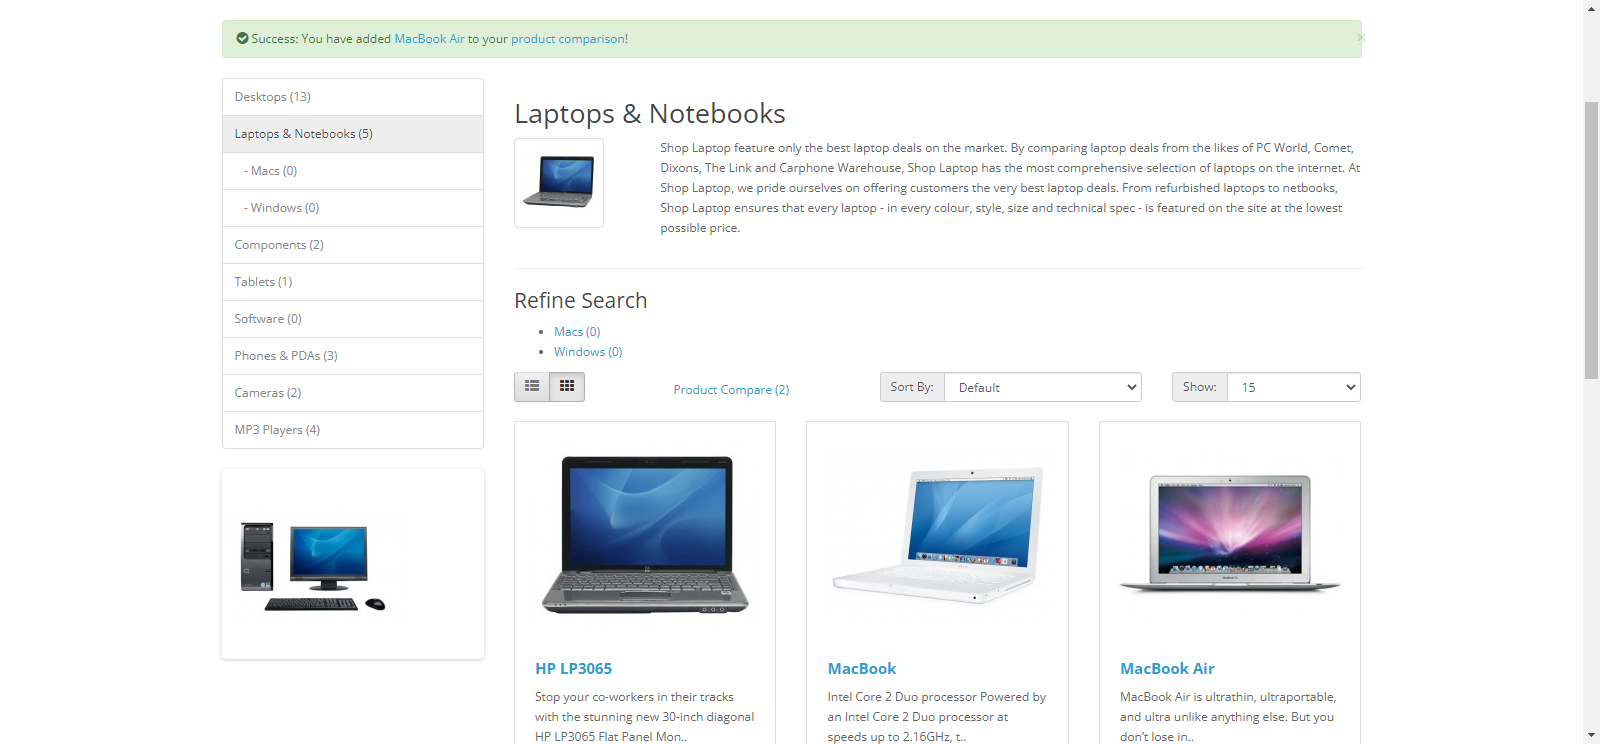 Success: You have added MacBook Air to your product comparison!
×
Desktops (13)
Laptops & Notebooks (5)
- Macs (0)
- Windows (0)
Components (2)
Tablets (1)
Software (0)
Phones & PDAs (3)
Cameras (2)
MP3 Players (4)
Laptops & Notebooks
Shop Laptop feature only the best laptop deals on the market. By comparing laptop deals from the likes of PC World, Comet,
Dixons, The Link and Carphone Warehouse, Shop Laptop has the most comprehensive selection of laptops on the internet. At
Shop Laptop, we pride ourselves on offering customers the very best laptop deals. From refurbished laptops to netbooks,
Shop Laptop ensures that every laptop - in every colour, style, size and technical spec - is featured on the site at the lowest
possible price.
Refine Search
Macs (0)
Windows (0)
Product Compare (2)
Sort By:
Default
Show:
15
HP LP3065
Stop your co-workers in their tracks
with the stunning new 30-inch diagonal
HP LP3065 Flat Panel Mon..
MacBook
Intel Core 2 Duo processor Powered by
an Intel Core 2 Duo processor at
speeds up to 2.16GHz, t..
MacBook Air
MacBook Air is ultrathin, ultraportable,
and ultra unlike anything else. But you
don't lose in..